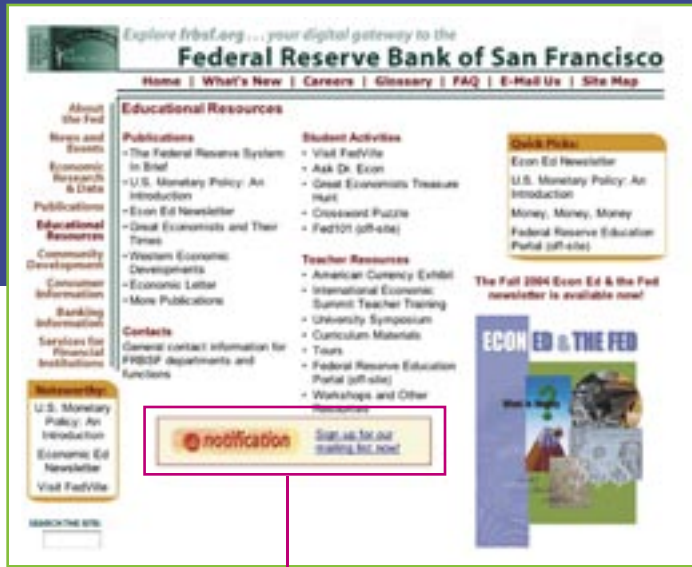 Explore frbsf.org . . . your digital gateway to the
Federal Reserve Bank of San Francisco
Home | What's New | Careers | Glossary | FAQ | E-Mail Us | Site Map
About
the Fed
News and
Events
Economic
Research
& Data
Publications
Educational
Resources
Community
Development
Consumer
Information
Banking
Information
Services for
Financial
Institutions
Noteworthy:
U.S. Monetary
Policy: An
Introduction
Economic Ed
Newsletter
Visit FedVille
SEARCH THE SITE:
Educational Resources
Publications
• The Federal Reserve System
In Brief
• U.S. Monetary Policy: An
Introduction
• Econ Ed Newsletter
• Great Economists and Their
Times
• Western Economic
Developments
• Economic Letter
• More Publications
Contacts
General contact information for
FRBSF departments and
functions
Student Activities
• Visit FedVille
• Ask Dr. Econ
• Great Economists Treasure
Hunt
• Crossword Puzzle
• Fed101 (off-site)
Teacher Resources
• American Currency Exhibit
• International Economic
Summit Teacher Training
• University Symposium
• Curriculum Materials
• Tours
• Federal Reserve Education
Portal (off-site)
• Workshops and Other
Resources
notification
Sign up for our
mailing list now!
Quick Picks:
Econ Ed Newsletter
U.S. Monetary Policy: An
Introduction
Money, Money, Money
Federal Reserve Education
Portal (off-site)
The Fall 2004 Econ Ed & the Fed
newsletter is available now!
ECON ED & THE FED